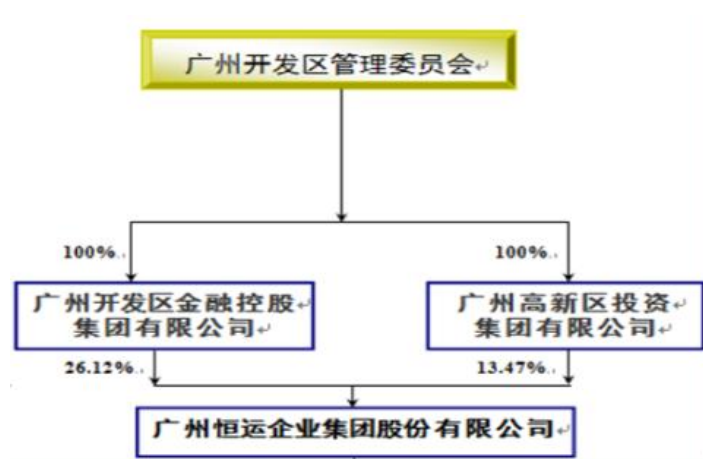 广州开发区管理委员会
100%
100%
广州开发区金融控股
集团有限公司
广州高新区投资
集团有限公司
26.12%
13.47%
广州恒运企业集团股份有限公司